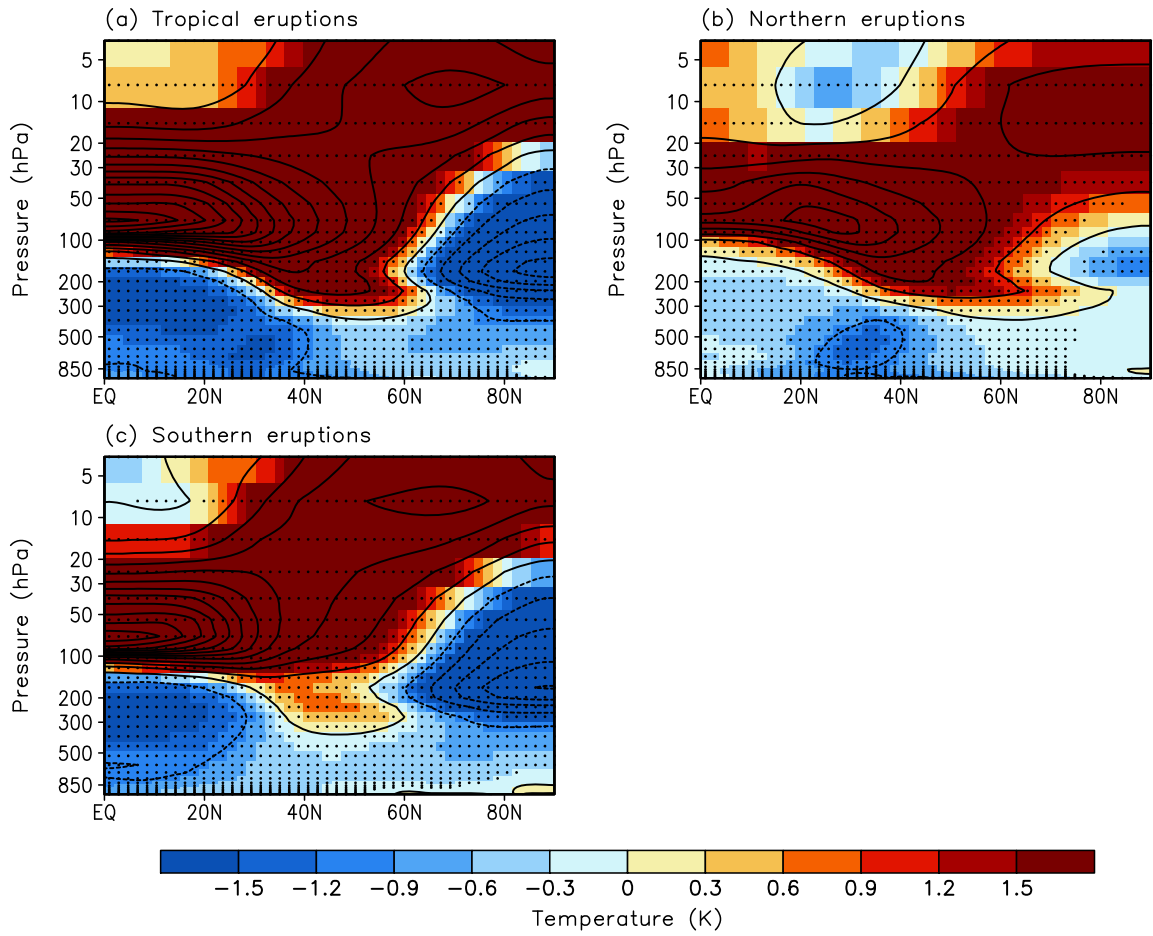 (a) Tropical eruptions
(b) Northern eruptions
Pressure (hPa)
5
10
20
30
50
100
200
300
500
850
EQ 20N 40N 60N 80N
Pressure (hPa)
5
10
20
30
50
100
200
300
500
850
EQ 20N 40N 60N 80N
(c) Southern eruptions
Pressure (hPa)
5
10
20
30
50
100
200
300
500
850
EQ 20N 40N 60N 80N
−1.5 −1.2 −0.9 −0.6 −0.3 0 0.3 0.6 0.9 1.2 1.5
Temperature (K)